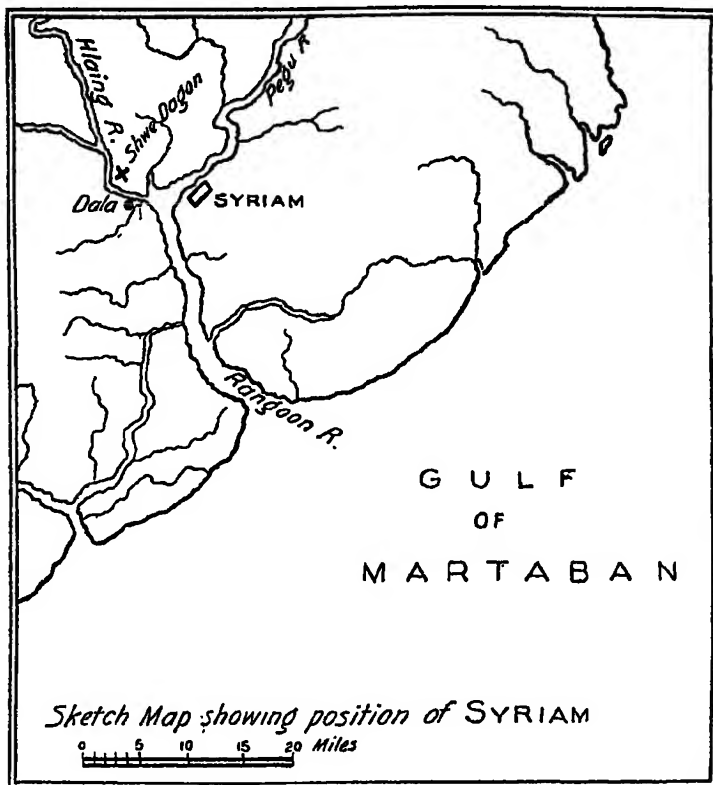 Hlaing R.
Shwe Dagon
Pegu R
Dala
SYRIAM
Rangoon R.
GULF
OF
MARTABAN
Sketch Map showing position of SYRIAM
0 5 10 15 20 Miles